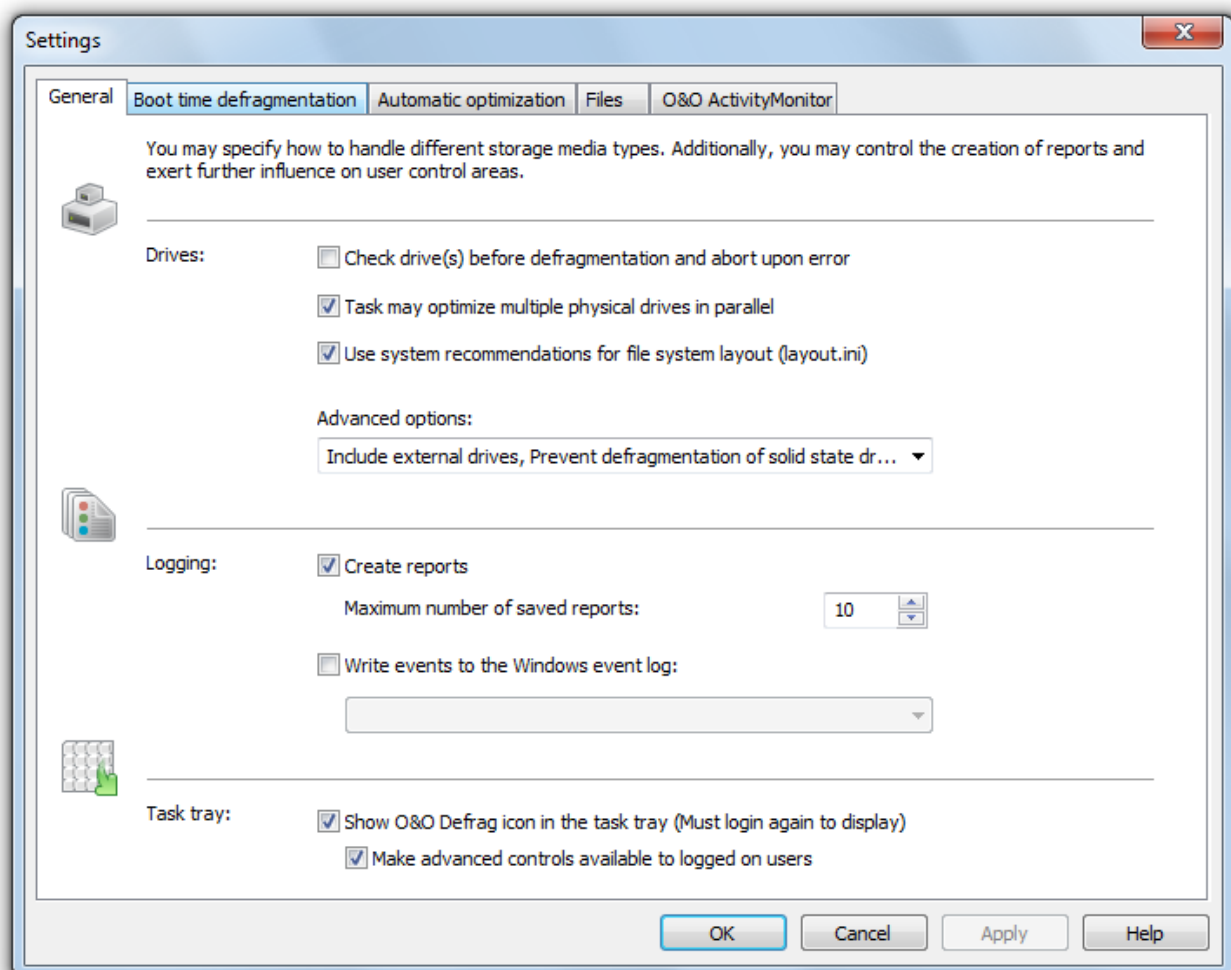 Settings
General
Boot time defragmentation
Automatic optimization
Files
O&O ActivityMonitor
You may specify how to handle different storage media types. Additionally, you may control the creation of reports and
exert further influence on user control areas.
Drives:
Check drive(s) before defragmentation and abort upon error
Task may optimize multiple physical drives in parallel
Use system recommendations for file system layout (layout.ini)
Advanced options:
Include external drives, Prevent defragmentation of solid state dr...
Logging:
Create reports
Maximum number of saved reports:
10
Write events to the Windows event log:
Task tray:
Show O&O Defrag icon in the task tray (Must login again to display)
Make advanced controls available to logged on users
OK
Cancel
Apply
Help